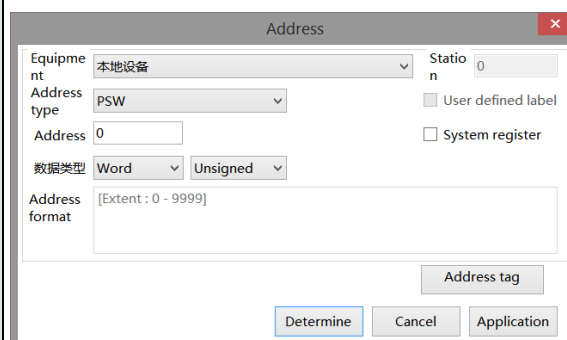 Address
Equipme
nt
本地设备
Statio
n
0
Address
type
PSW
User defined label
Address
0
System register
数据类型
Word
Unsigned
Address
format
[Extent : 0 - 9999]
Address tag
Determine
Cancel
Application